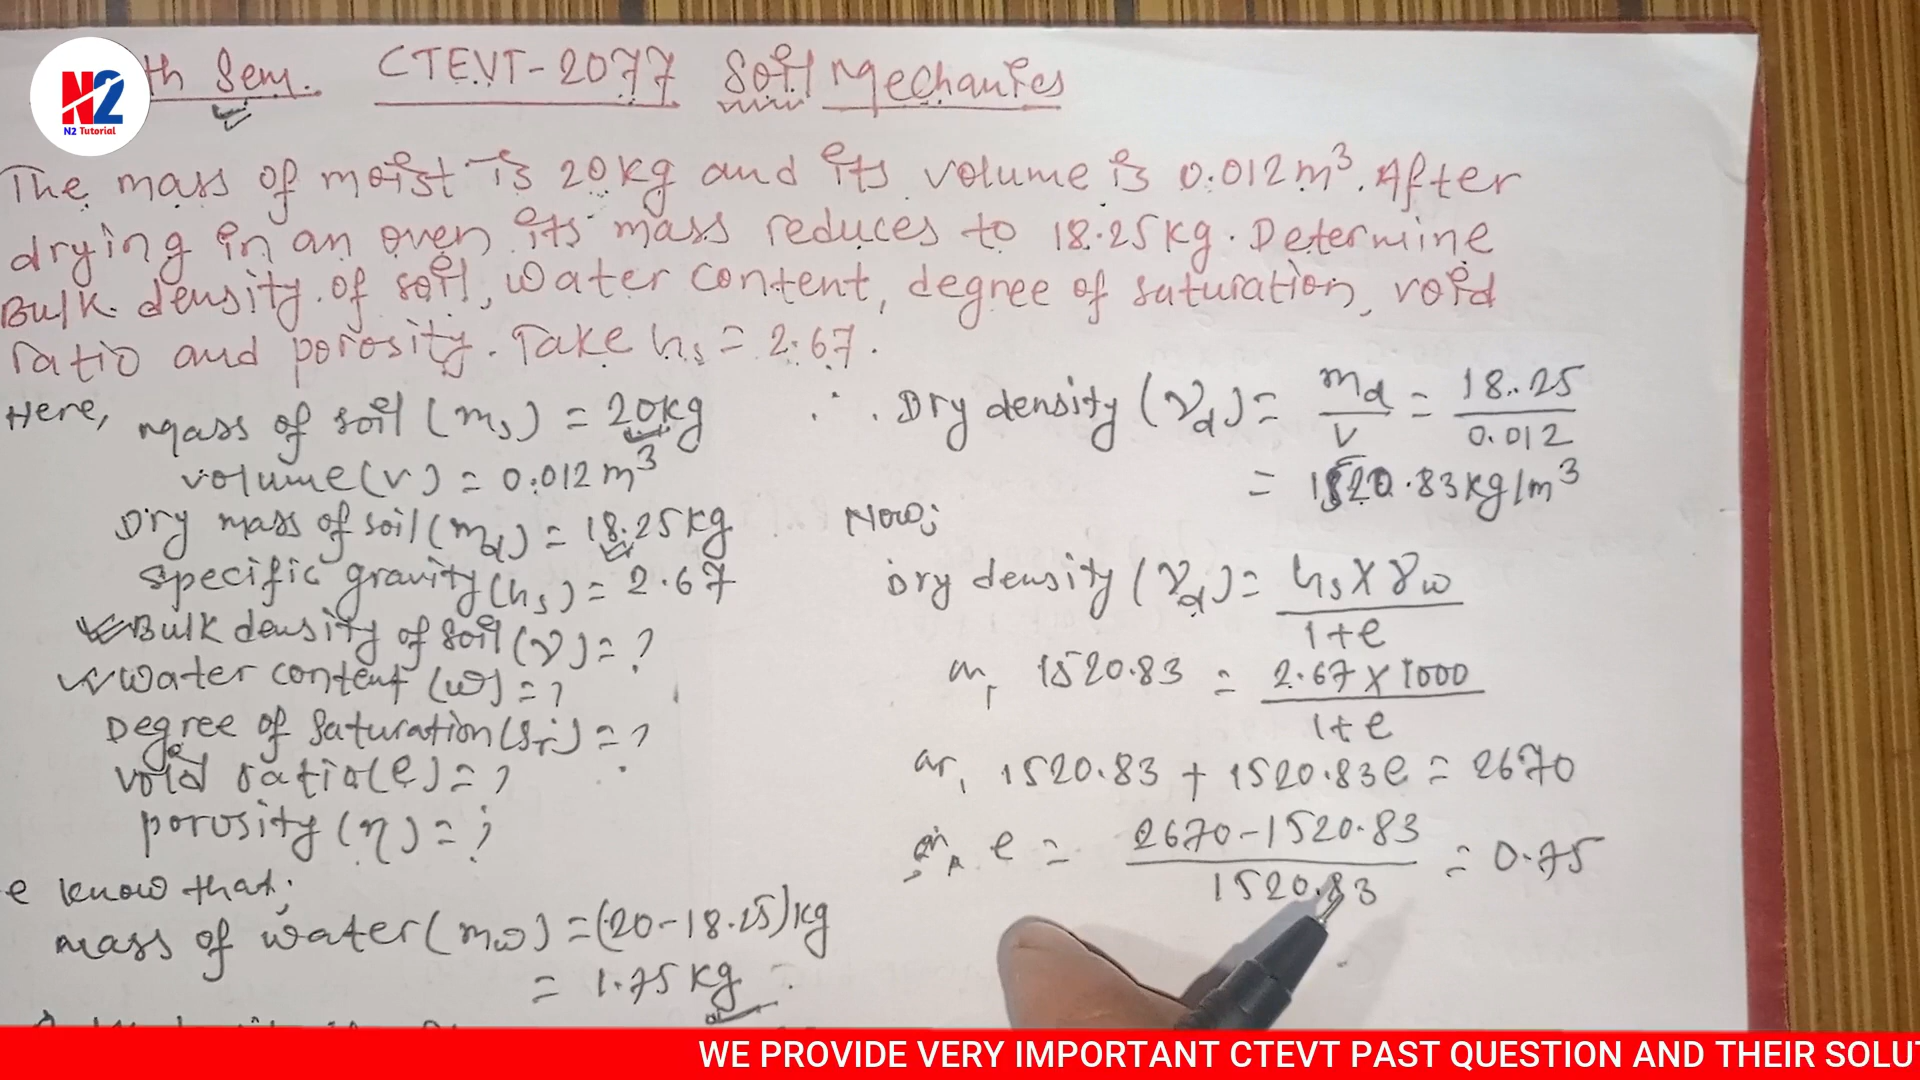 N2
N2 Tutorial
th Sem. CTEVT-2077 Soil Mechanics
The mass of moist is 20kg and its volume is 0.012m³. After
drying in an oven its mass reduces to 18.25kg. Determine
Bulk density of soil, water content, degree of saturation, void
ratio and porosity. Take Gs = 2.67.
Here,
mass of soil (ms) = 20kg
volume (v) = 0.012 m³
Dry mass of soil (md) = 18.25kg
specific gravity (Gs) = 2.67
Bulk density of soil (γ) = ?
Water content (w) = ?
Degree of saturation (Sr) = ?
void ratio (e) = ?
porosity (η) = ?
e know that;
mass of water (mw) = (20-18.25)kg
= 1.75 kg
∴ Dry density (γd) = md/v = 18.25/0.012
= 1520.83 kg/m³
Now;
Dry density (γd) = Gs x γw/1+e
or, 1520.83 = 2.67 x 1000/1+e
or, 1520.83 + 1520.83e = 2670
or, e = 2670-1520.83/1520.83 = 0.75
WE PROVIDE VERY IMPORTANT CTEVT PAST QUESTION AND THEIR SOLU